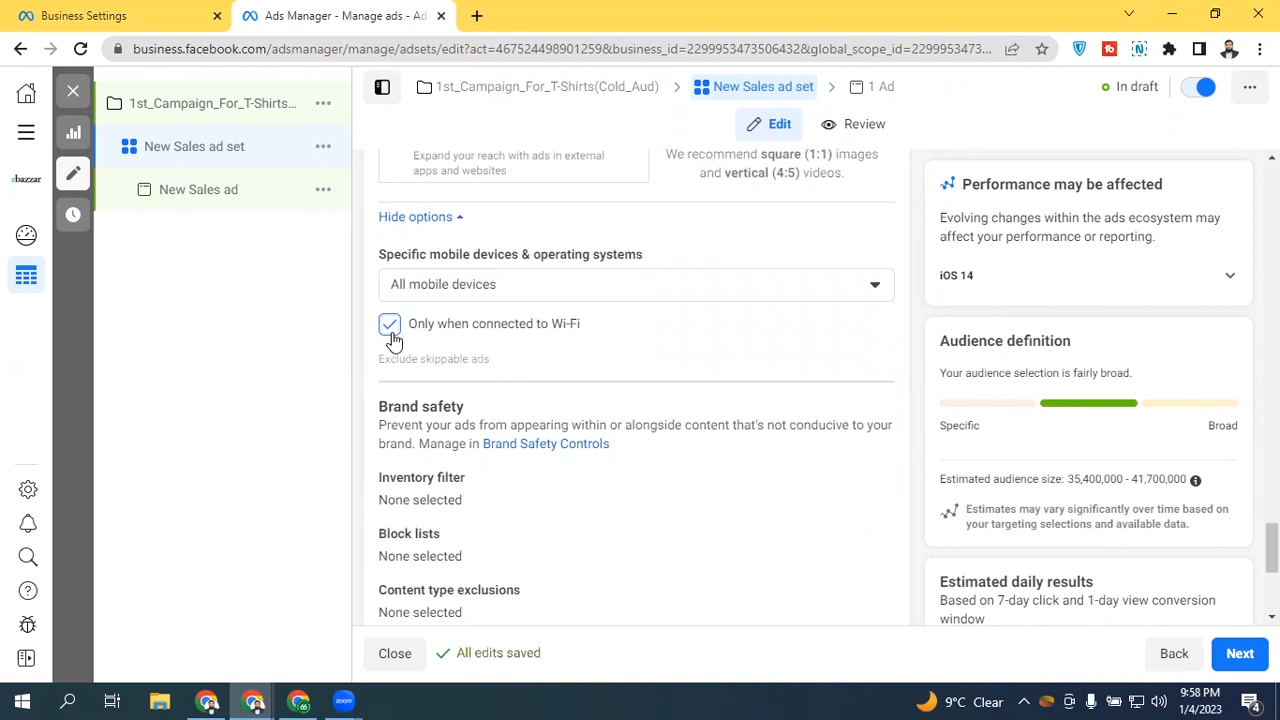 Business Settings
Ads Manager - Manage ads - Ad
business.facebook.com/adsmanager/manage/adsets/edit?act=467524498901259&business_id=2299953473506432&global_scope_id=2299953473...
1st_Campaign_For_T-Shirts(Cold_Aud)
New Sales ad set
1 Ad
In draft
1st_Campaign_For_T-Shirts...
Edit
Review
New Sales ad set
ebazzar
New Sales ad
Expand your reach with ads in external
apps and websites
We recommend square (1:1) images
and vertical (4:5) videos.
Hide options
Specific mobile devices & operating systems
All mobile devices
Only when connected to Wi-Fi
Exclude skippable ads
Brand safety
Prevent your ads from appearing within or alongside content that's not conducive to your
brand. Manage in Brand Safety Controls
Inventory filter
None selected
Block lists
None selected
Content type exclusions
None selected
Performance may be affected
Evolving changes within the ads ecosystem may
affect your performance or reporting.
iOS 14
Audience definition
Your audience selection is fairly broad.
Specific
Broad
Estimated audience size: 35,400,000 - 41,700,000
Estimates may vary significantly over time based on
your targeting selections and available data.
Estimated daily results
Based on 7-day click and 1-day view conversion
window
Close
All edits saved
Back
Next
zoom
9°C Clear
9:58 PM
1/4/2023
4